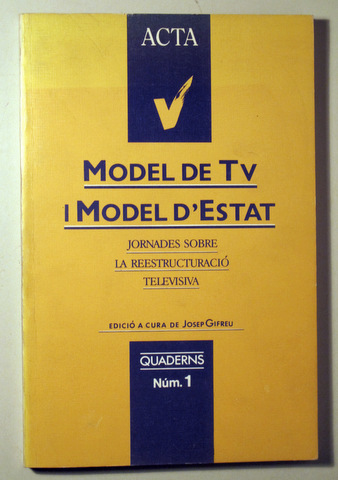 ACTA
MODEL DE TV
I MODEL D'ESTAT
JORNADES SOBRE
LA REESTRUCTURACIÓ
TELEVISIVA
EDICIÓ A CURA DE JOSEP GIFREU
QUADERNS
Núm. 1